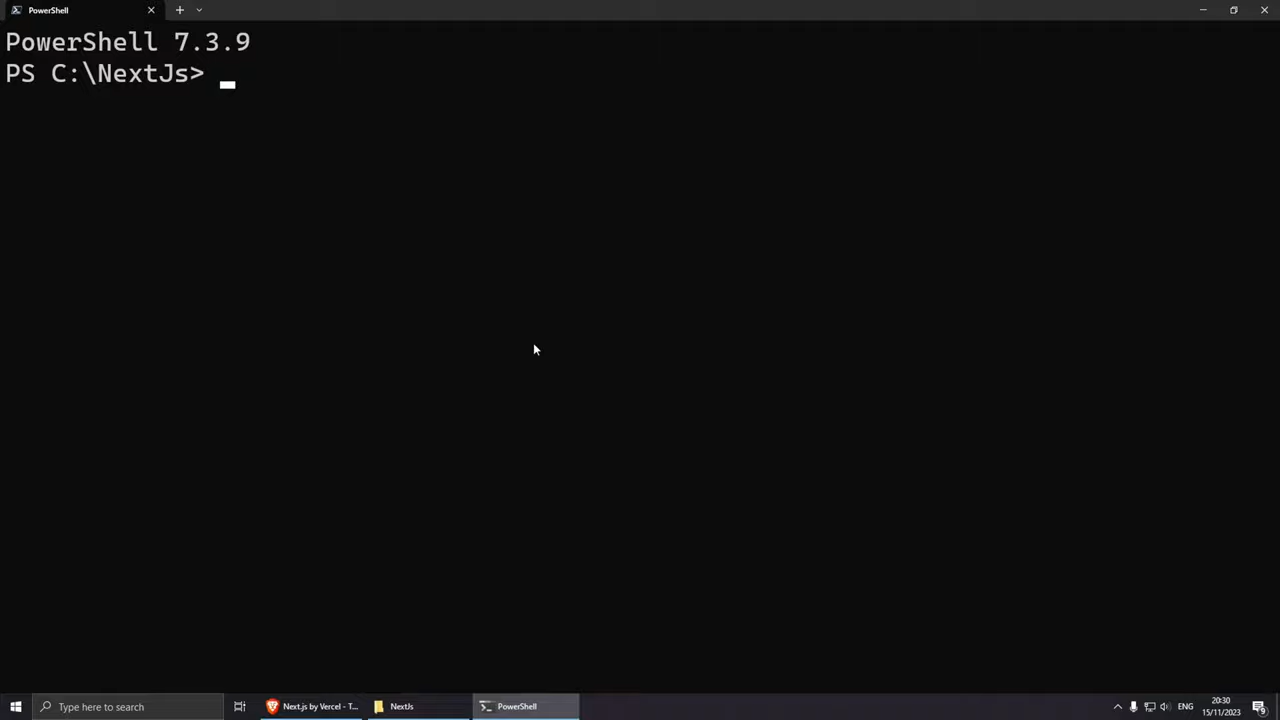 PowerShell
PowerShell 7.3.9
PS C:\NextJs>
Type here to search
Next.js by Vercel - T...
NextJs
PowerShell
ENG
20:30
15/11/2023